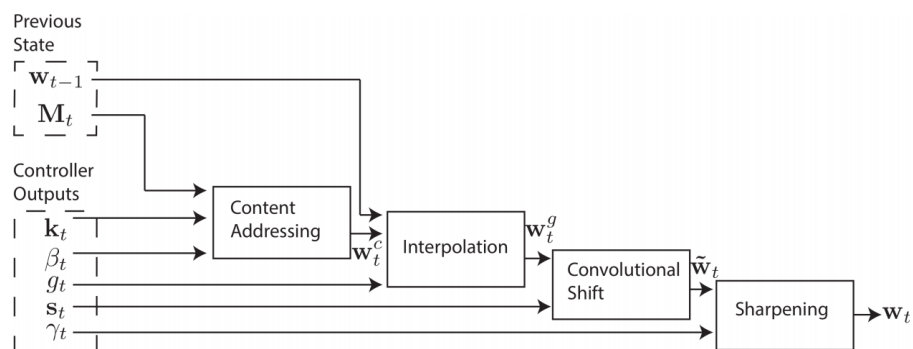 Previous
State
w_{t−1}
M_t
Controller
Outputs
k_t
β_t
g_t
s_t
γ_t
Content
Addressing
w_t^c
Interpolation
w_t^g
Convolutional
Shift
w̃_t
Sharpening
w_t